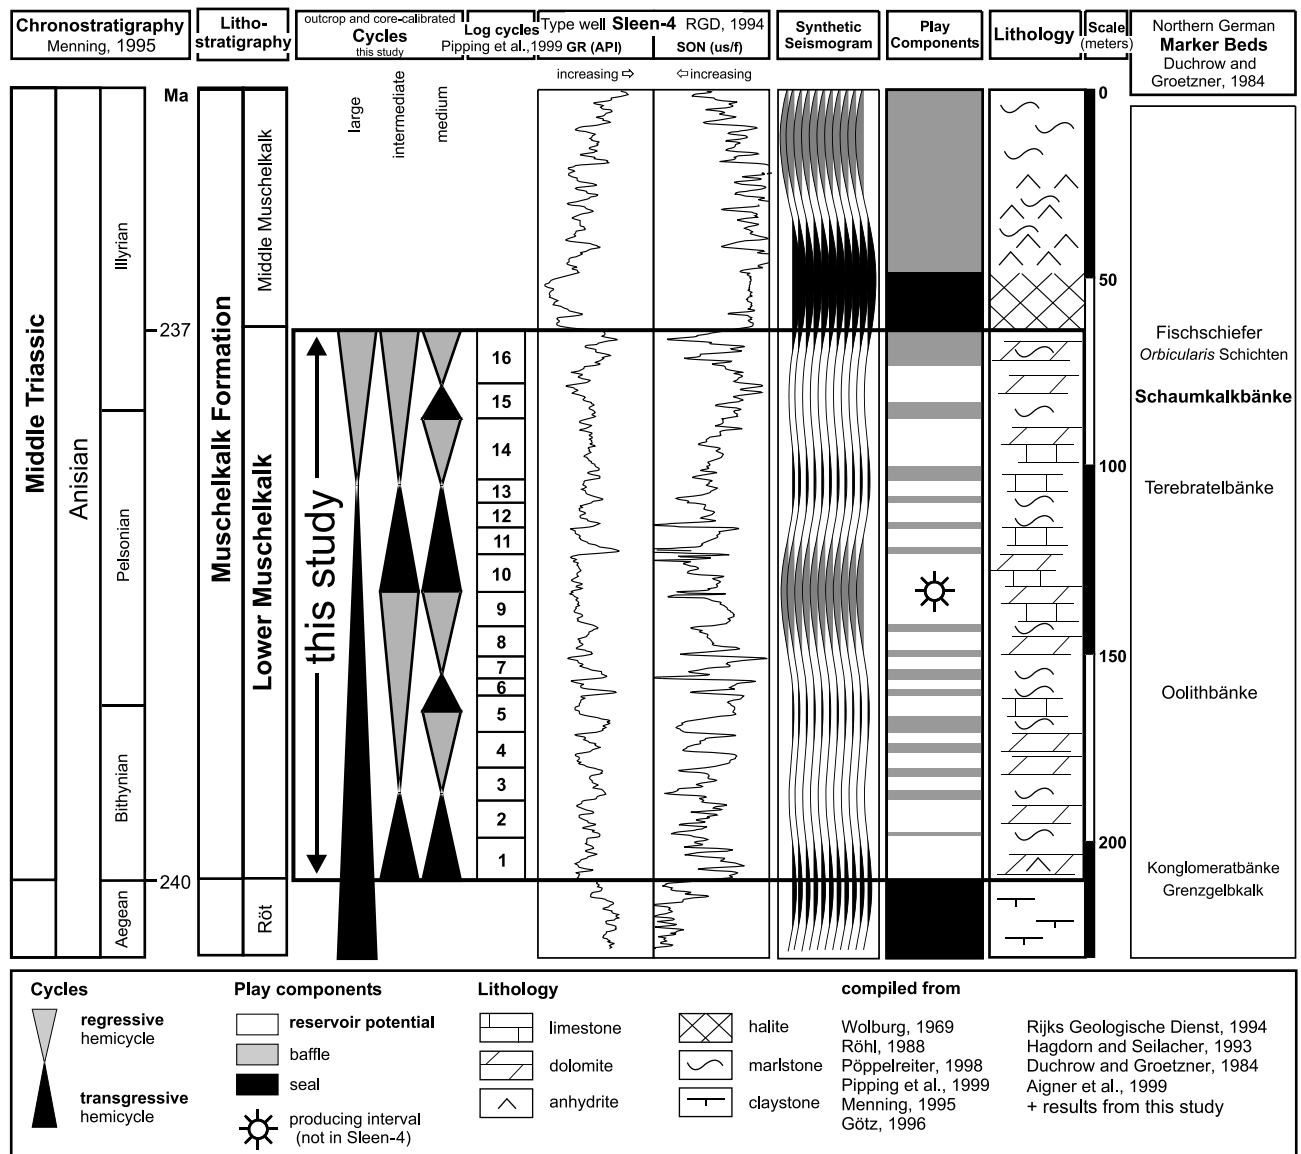 Chronostratigraphy
Menning, 1995
Litho-
stratigraphy
outcrop and core-calibrated
Cycles
this study
Log cycles
Pipping et al.,1999
Type well Sleen-4 RGD, 1994
GR (API)
SON (us/f)
Synthetic
Seismogram
Play
Components
Lithology
Scale
(meters)
Northern German
Marker Beds
Duchrow and
Groetzner, 1984
Ma
large
intermediate
medium
increasing ⇨
⇦ increasing
0
50
100
150
200
Middle Triassic
Anisian
Illyrian
Pelsonian
Bithynian
Aegean
237
240
Muschelkalk Formation
Middle Muschelkalk
Lower Muschelkalk
Röt
this study
16
15
14
13
12
11
10
9
8
7
6
5
4
3
2
1
Fischschiefer
Orbicularis Schichten
Schaumkalkbänke
Terebratelbänke
Oolithbänke
Konglomeratbänke
Grenzgelbkalk
Cycles
regressive
hemicycle
transgressive
hemicycle
Play components
reservoir potential
baffle
seal
producing interval
(not in Sleen-4)
Lithology
limestone
dolomite
anhydrite
halite
marlstone
claystone
compiled from
Wolburg, 1969
Röhl, 1988
Pöppelreiter, 1998
Pipping et al., 1999
Menning, 1995
Götz, 1996
Rijks Geologische Dienst, 1994
Hagdorn and Seilacher, 1993
Duchrow and Groetzner, 1984
Aigner et al., 1999
+ results from this study